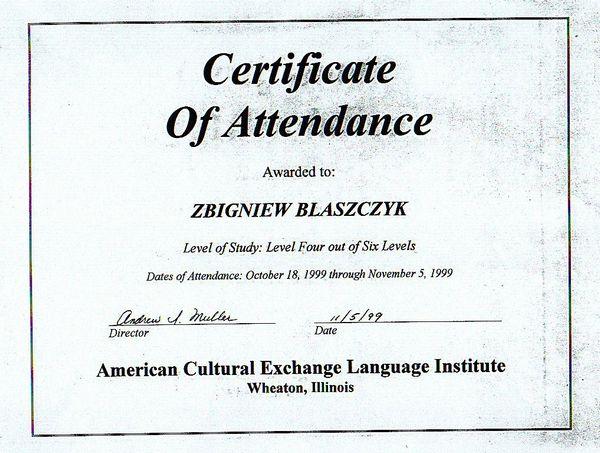 Certificate
Of Attendance
Awarded to:
ZBIGNIEW BLASZCZYK
Level of Study: Level Four out of Six Levels
Dates of Attendance: October 18, 1999 through November 5, 1999
Andrew J. Muller 11/5/99
Director Date
American Cultural Exchange Language Institute
Wheaton, Illinois